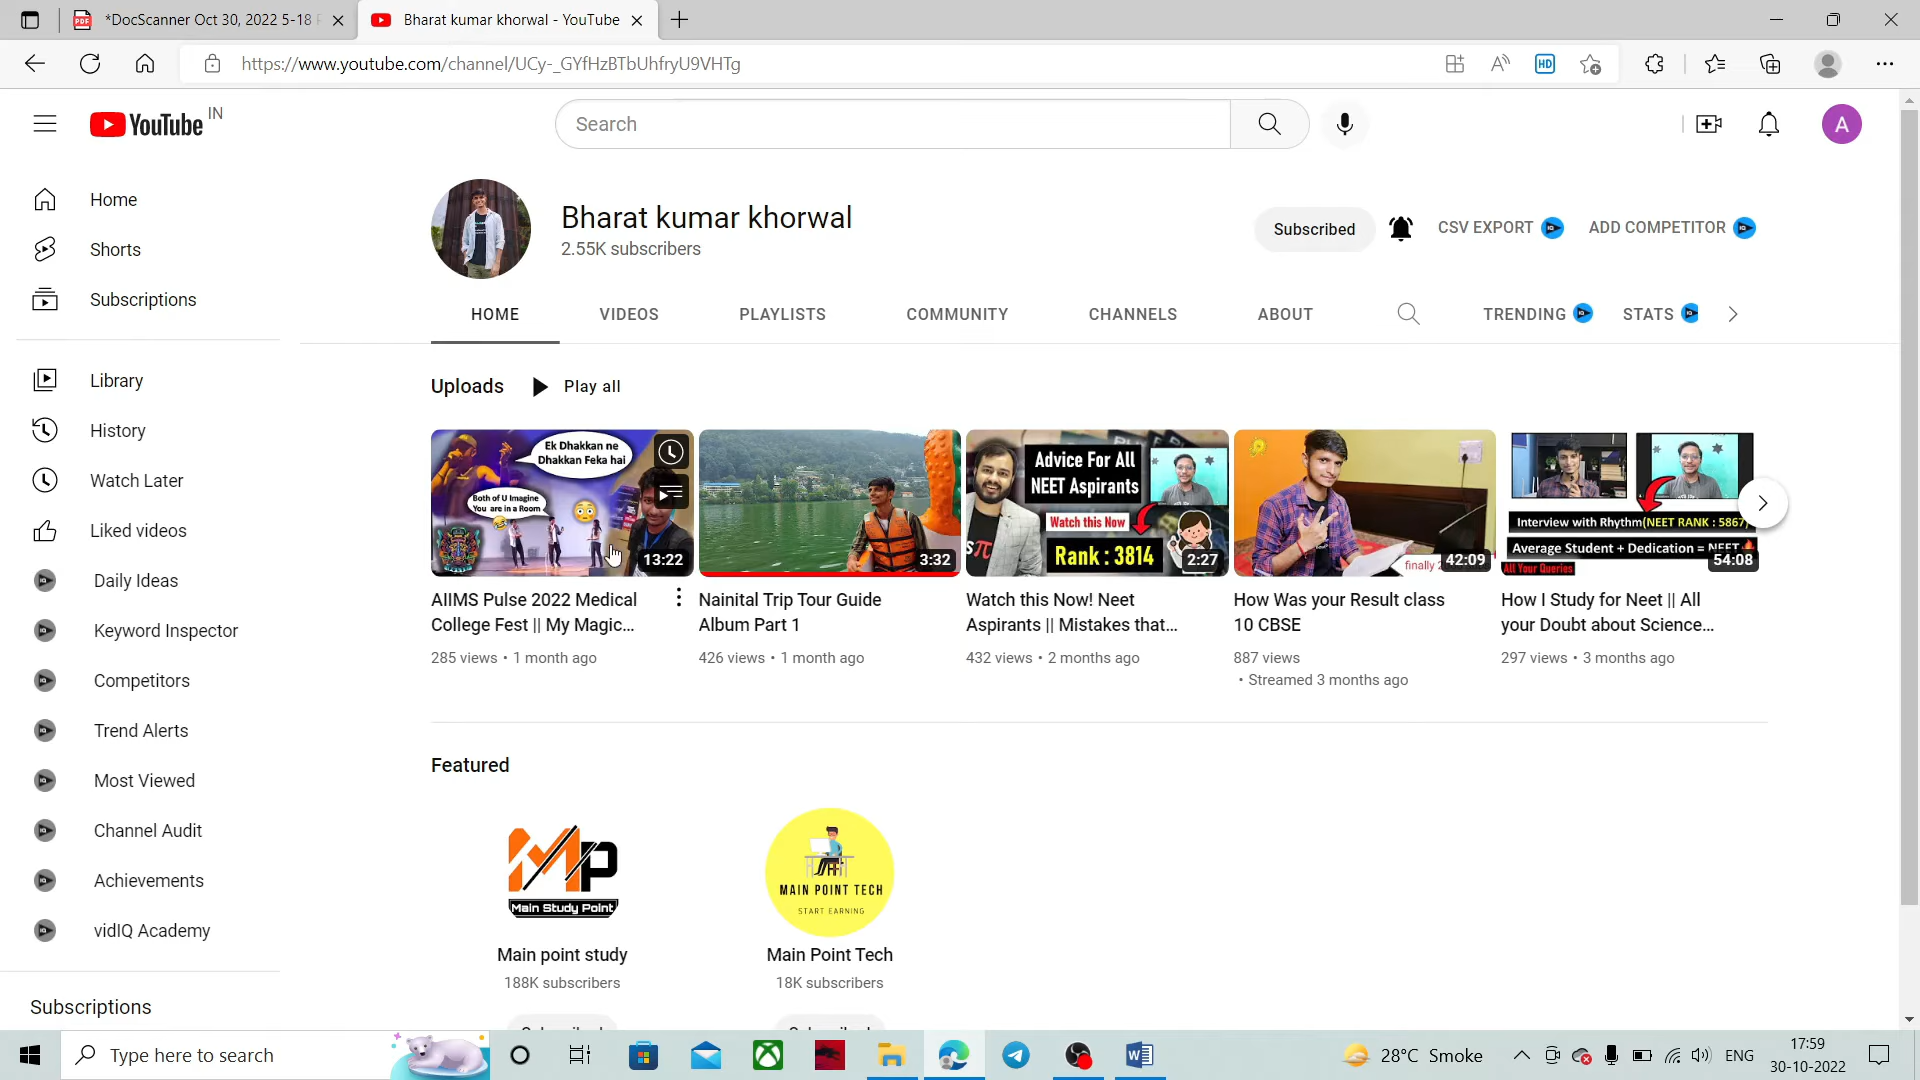 *DocScanner Oct 30, 2022 5-18
Bharat kumar khorwal - YouTube
https://www.youtube.com/channel/UCy-_GYfHzBTbUhfryU9VHTg
HD
YouTube IN
Search
A
Home
Shorts
Subscriptions
Library
History
Watch Later
Liked videos
Daily Ideas
Keyword Inspector
Competitors
Trend Alerts
Most Viewed
Channel Audit
Achievements
vidIQ Academy
Subscriptions
Bharat kumar khorwal
2.55K subscribers
Subscribed
CSV EXPORT
ADD COMPETITOR
HOME VIDEOS PLAYLISTS COMMUNITY CHANNELS ABOUT TRENDING STATS
Uploads Play all
Ek Dhakkan ne
Dhakkan Feka hai
Both of U Imagine
You are in a Room
13:22
AIIMS Pulse 2022 Medical
College Fest || My Magic...
285 views • 1 month ago
3:32
Nainital Trip Tour Guide
Album Part 1
426 views • 1 month ago
Advice For All
NEET Aspirants
Watch this Now
Rank : 3814
2:27
Watch this Now! Neet
Aspirants || Mistakes that...
432 views • 2 months ago
finally
42:09
How Was your Result class
10 CBSE
887 views
• Streamed 3 months ago
Interview with Rhythm(NEET RANK : 5867)
Average Student + Dedication = NEET
All Your Queries
54:08
How I Study for Neet || All
your Doubt about Science...
297 views • 3 months ago
Featured
MP
Main Study Point
Main point study
188K subscribers
MAIN POINT TECH
START EARNING
Main Point Tech
18K subscribers
Type here to search
28°C Smoke
ENG
17:59
30-10-2022